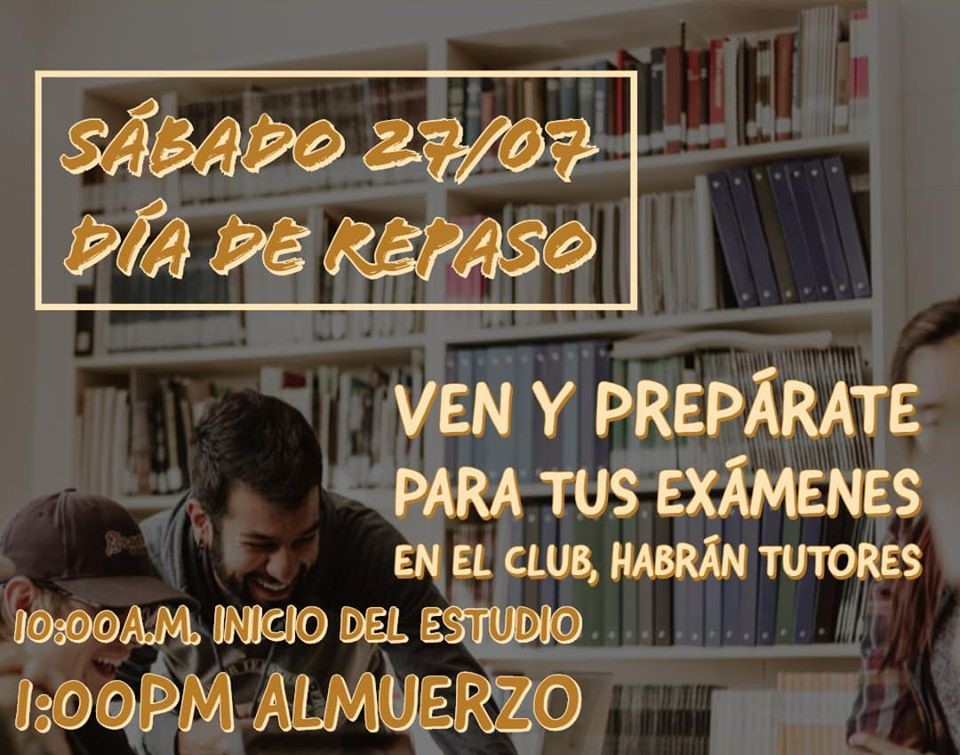 SÁBADO 27/07
DÍA DE REPASO
VEN Y PREPÁRATE
PARA TUS EXÁMENES
EN EL CLUB, HABRÁN TUTORES
10:00A.M. INICIO DEL ESTUDIO
1:00PM ALMUERZO